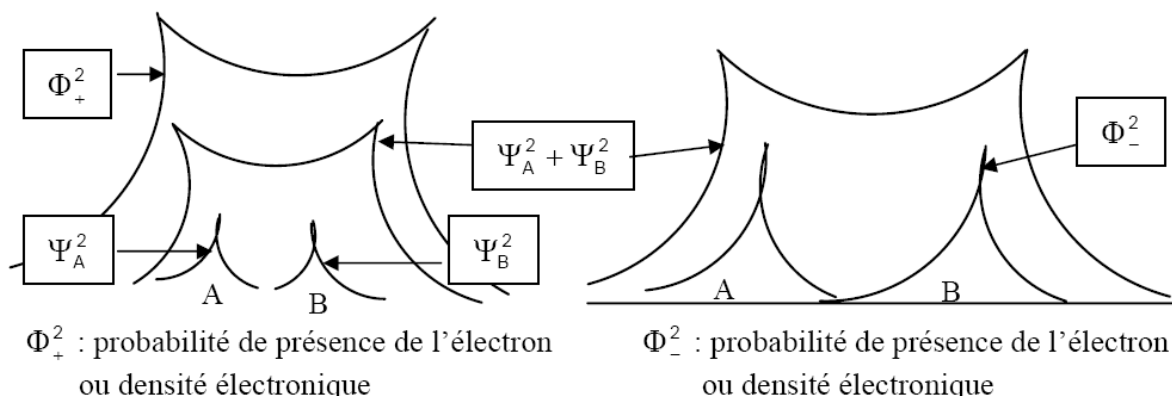 Φ₊²
Ψ_A² + Ψ_B²
Φ₋²
Ψ_A²
Ψ_B²
A
B
A
B
Φ₊² : probabilité de présence de l’électron
ou densité électronique
Φ₋² : probabilité de présence de l’électron
ou densité électronique